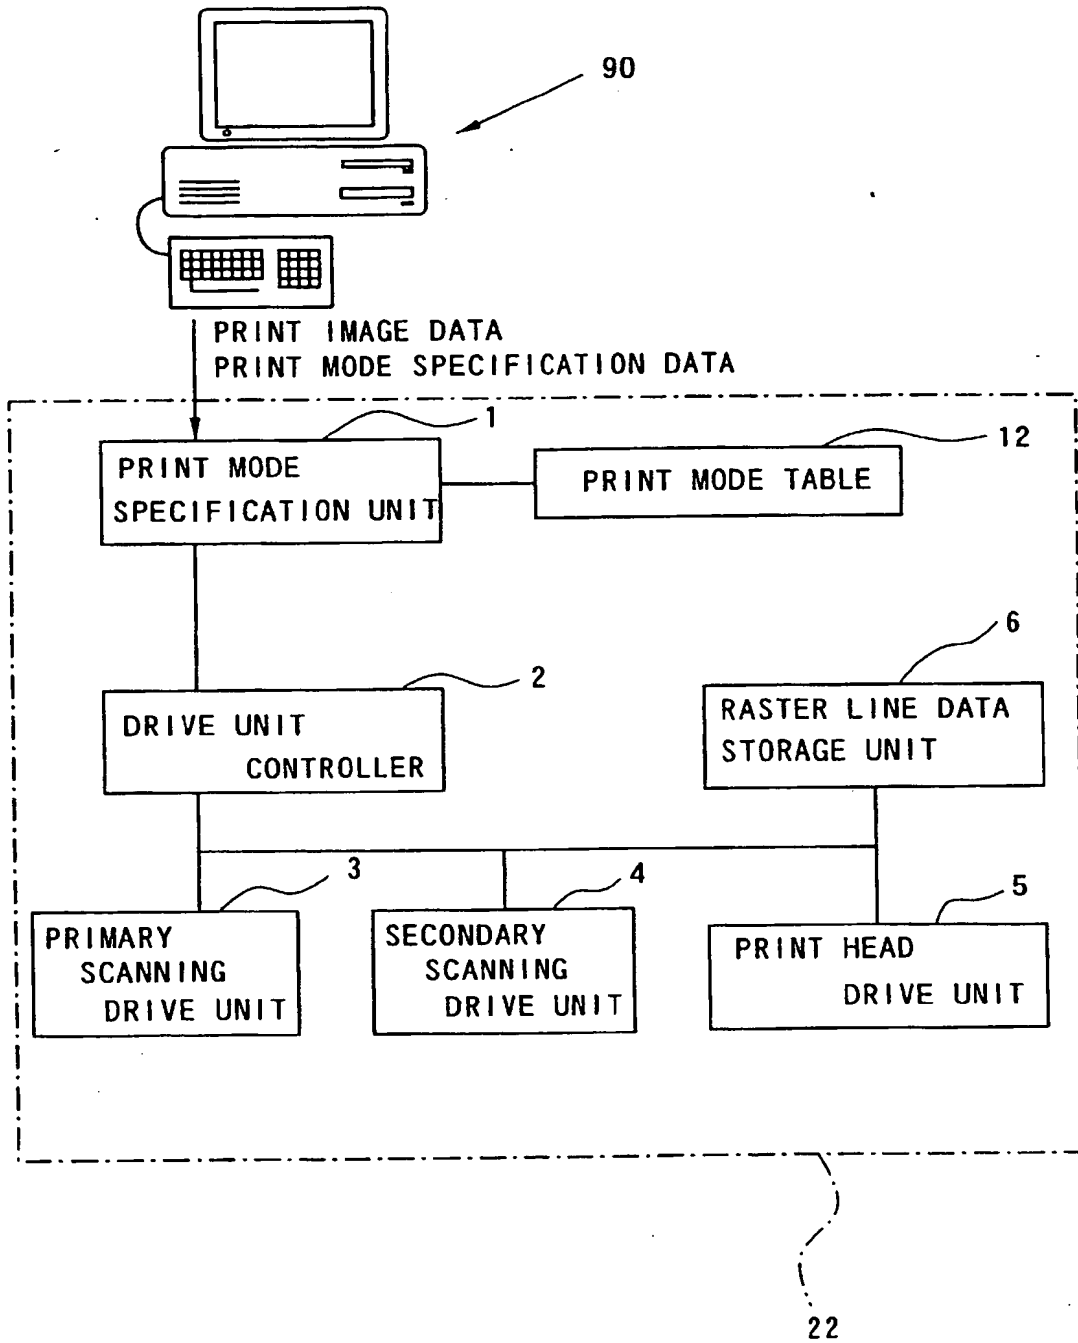 90
PRINT IMAGE DATA
PRINT MODE SPECIFICATION DATA
1
12
PRINT MODE
SPECIFICATION UNIT
PRINT MODE TABLE
6
2
DRIVE UNIT
CONTROLLER
RASTER LINE DATA
STORAGE UNIT
3
4
5
PRIMARY
SCANNING
DRIVE UNIT
SECONDARY
SCANNING
DRIVE UNIT
PRINT HEAD
DRIVE UNIT
22